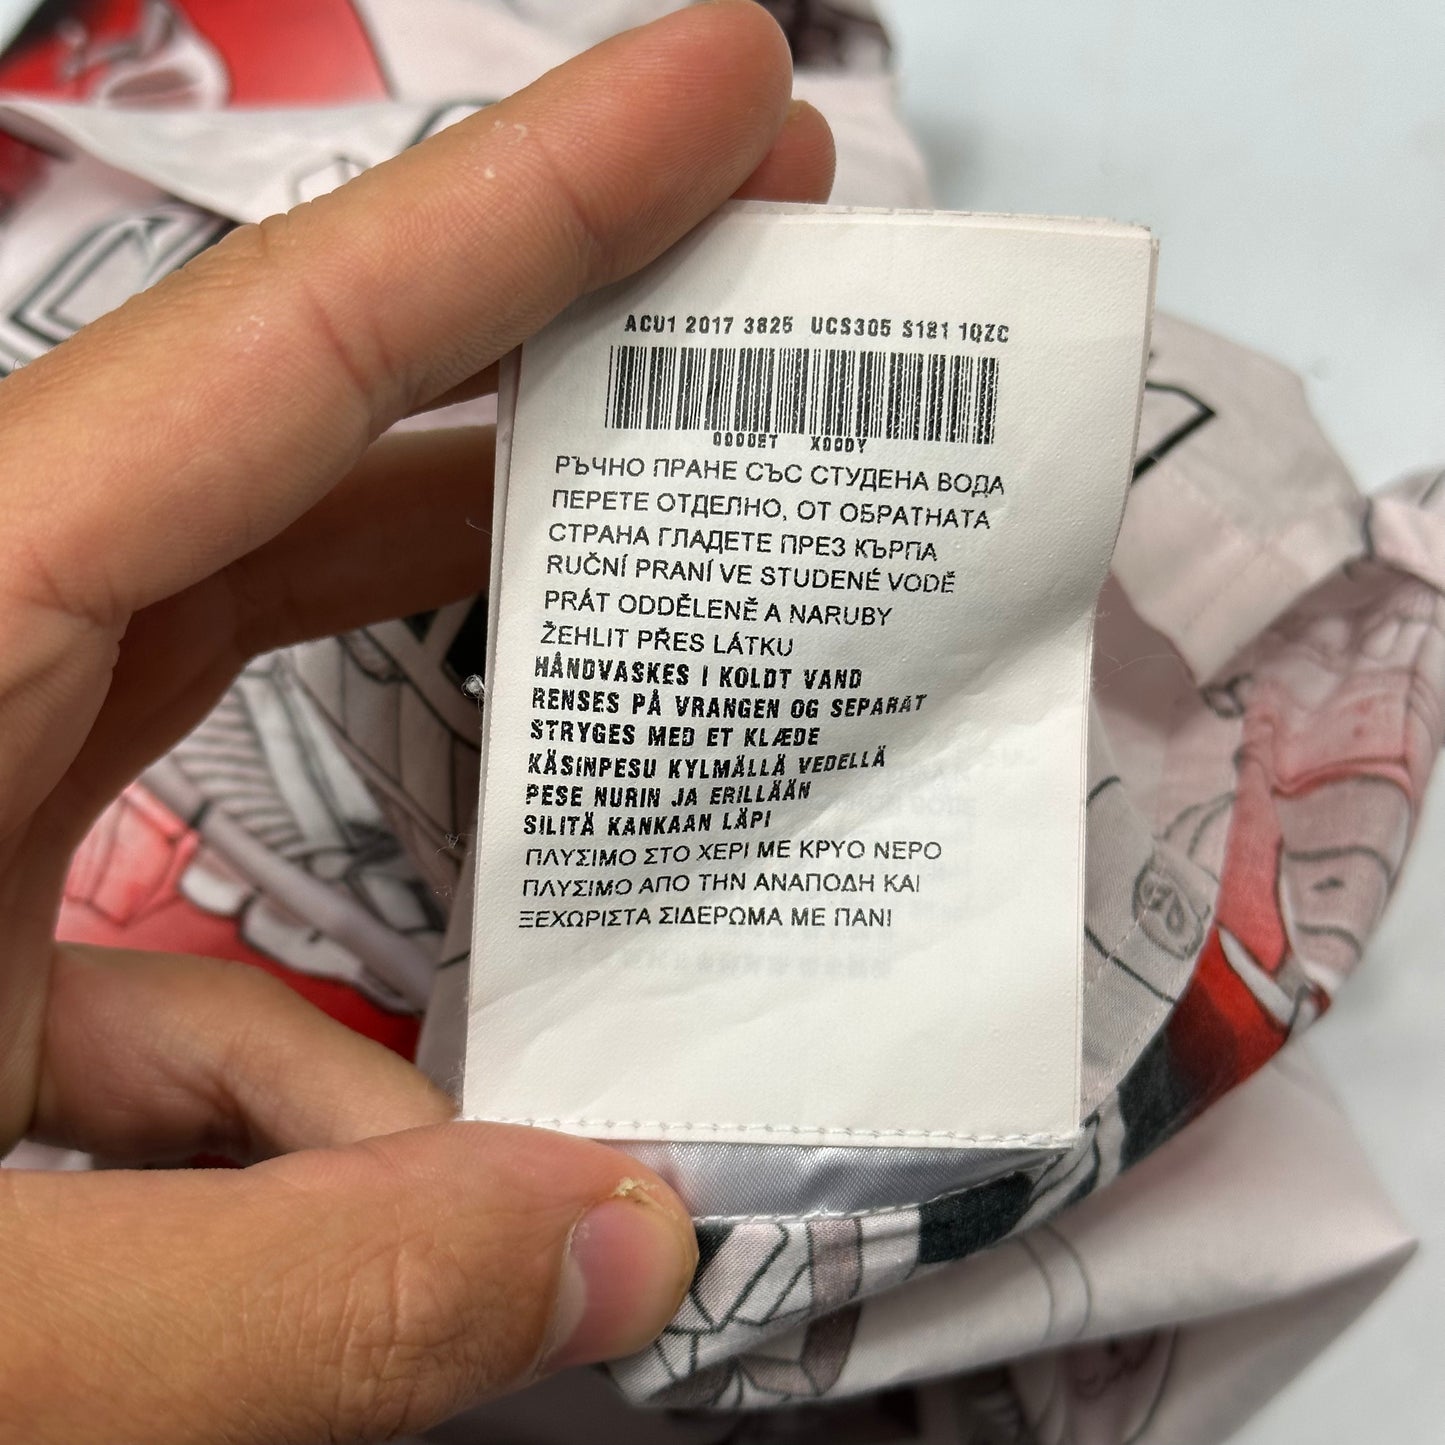 ACU1 2017 3825 UCS305 S181 1QZC
0000ET X000Y
РЪЧНО ПРАНЕ СЪС СТУДЕНА ВОДА
ПЕРЕТЕ ОТДЕЛНО, ОТ ОБРАТНАТА
СТРАНА ГЛАДЕТЕ ПРЕЗ КЪРПА
RUČNÍ PRANÍ VE STUDENÉ VODĚ
PRÁT ODDĚLENĚ A NARUBY
ŽEHLIT PŘES LÁTKU
HÅNDVASKES I KOLDT VAND
RENSES PÅ VRANGEN OG SEPARAT
STRYGES MED ET KLÆDE
KÄSINPESU KYLMÄLLÄ VEDELLÄ
PESE NURIN JA ERILLÄÄN
SILITÄ KANKAAN LÄPI
ΠΛΥΣΙΜΟ ΣΤΟ ΧΕΡΙ ΜΕ ΚΡΥΟ ΝΕΡΟ
ΠΛΥΣΙΜΟ ΑΠΟ ΤΗΝ ΑΝΑΠΟΔΗ ΚΑΙ
ΞΕΧΩΡΙΣΤΑ ΣΙΔΕΡΩΜΑ ΜΕ ΠΑΝΙ